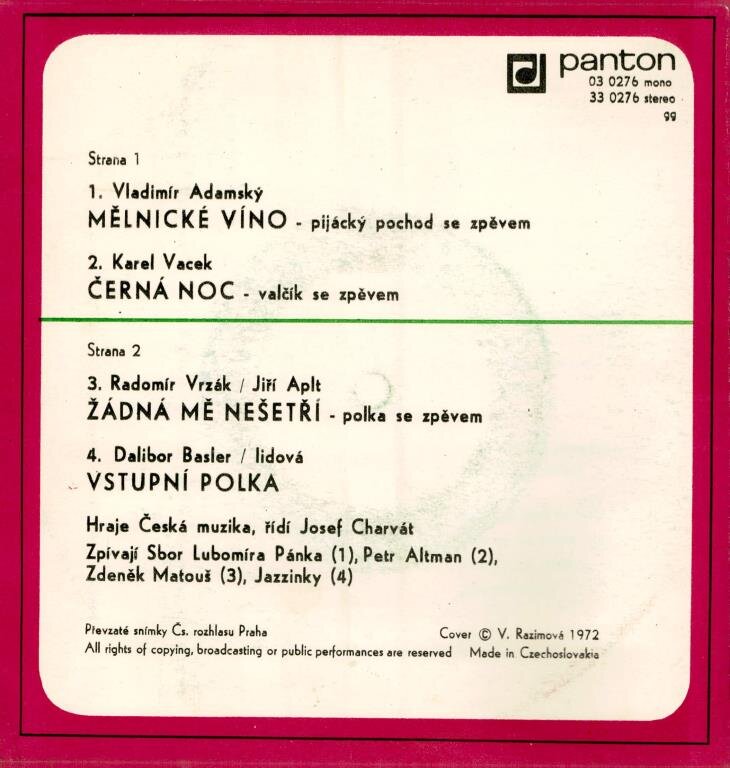 panton
03 0276 mono
33 0276 stereo
gg
Strana 1
1. Vladimír Adamský
MĚLNICKÉ VÍNO - pijácký pochod se zpěvem
2. Karel Vacek
ČERNÁ NOC - valčík se zpěvem
Strana 2
3. Radomír Vrzák / Jiří Aplt
ŽÁDNÁ MĚ NEŠETŘÍ - polka se zpěvem
4. Dalibor Basler / lidová
VSTUPNÍ POLKA
Hraje Česká muzika, řídí Josef Charvát
Zpívají Sbor Lubomíra Pánka (1), Petr Altman (2),
Zdeněk Matouš (3), Jazzinky (4)
Převzaté snímky Čs. rozhlasu Praha Cover © V. Razimová 1972
All rights of copying, broadcasting or public performances are reserved Made in Czechoslovakia